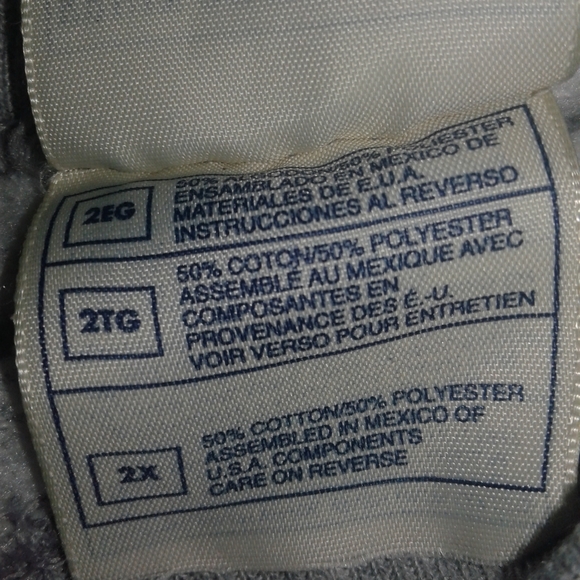 2EG
50% POLIESTER
ENSAMBLADO EN MEXICO DE
MATERIALES DE E.U.A.
INSTRUCCIONES AL REVERSO
2TG
50% COTON/50% POLYESTER
ASSEMBLÉ AU MEXIQUE AVEC
COMPOSANTES EN
PROVENANCE DES É.-U.
VOIR VERSO POUR ENTRETIEN
2X
50% COTTON/50% POLYESTER
ASSEMBLED IN MEXICO OF
U.S.A. COMPONENTS
CARE ON REVERSE